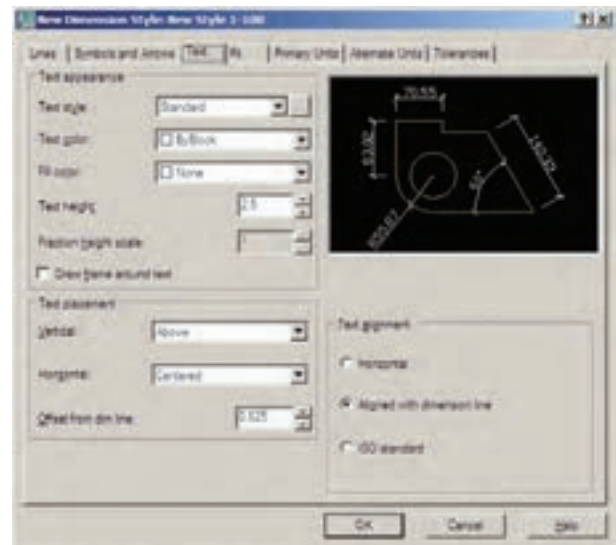 New Dimension Style: New Style 1-100
Lines | Symbols and Arrows | Text | Fit | Primary Units | Alternate Units | Tolerances
Text appearance
Text style: Standard
Text color: ByBlock
Fill color: None
Text height: 2.5
Fraction height scale: 1
Draw frame around text
Text placement
Vertical: Above
Horizontal: Centered
Offset from dim line: 0.625
60°
Text alignment
Horizontal
Aligned with dimension line
ISO standard
OK Cancel Help